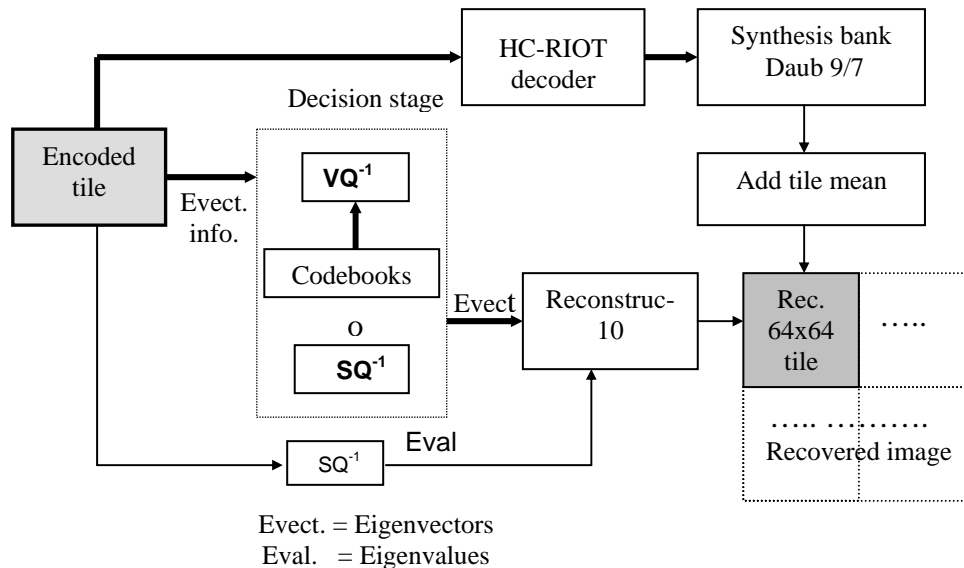 HC-RIOT
decoder
Synthesis bank
Daub 9/7
Decision stage
Encoded
tile
VQ-1
Evect.
info.
Add tile mean
Codebooks
Evect
Reconstruc-
10
Rec.
64x64
tile
…..
o
SQ-1
Eval
SQ-1
….. ……….
Recovered image
Evect. = Eigenvectors
Eval. = Eigenvalues